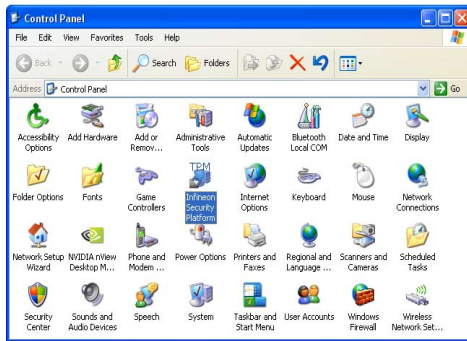 Control Panel
File Edit View Favorites Tools Help
Back Search Folders
Address Control Panel Go
Accessibility Options
Add Hardware
Add or Remov...
Administrative Tools
Automatic Updates
Bluetooth Local COM
Date and Time
Display
Folder Options
Fonts
Game Controllers
TPM
Infineon Security Platform
Internet Options
Keyboard
Mouse
Network Connections
Network Setup Wizard
NVIDIA nView Desktop M...
Phone and Modem ...
Power Options
Printers and Faxes
Regional and Language ...
Scanners and Cameras
Scheduled Tasks
Security Center
Sounds and Audio Devices
Speech
System
Taskbar and Start Menu
User Accounts
Windows Firewall
Wireless Network Set...